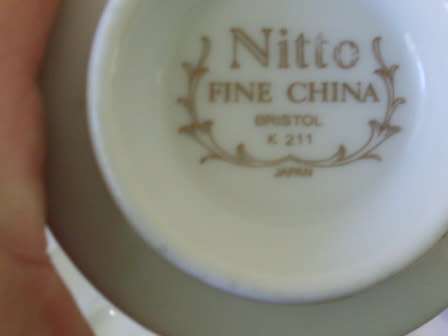 Nitto
FINE CHINA
BRISTOL
K 211
JAPAN